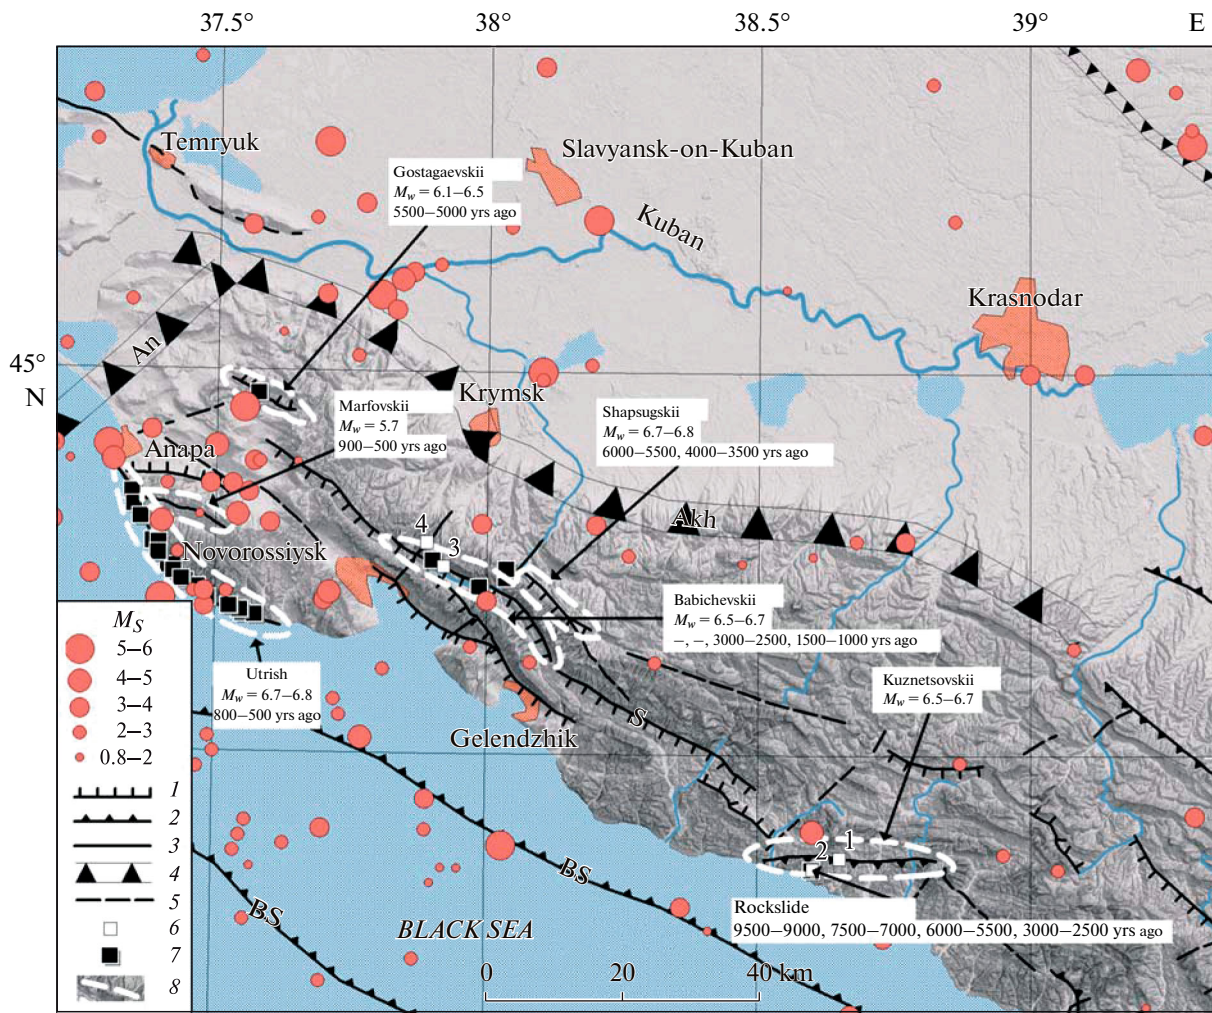 37.5° 38° 38.5° 39° E
Temryuk
Slavyansk-on-Kuban
Gostagaevskii
Mw = 6.1–6.5
5500–5000 yrs ago
Kuban
Krasnodar
An
45°
N
Krymsk
Marfovskii
Mw = 5.7
900–500 yrs ago
Shapsugskii
Mw = 6.7–6.8
6000–5500, 4000–3500 yrs ago
Anapa
Akh
4
3
Novorossiysk
Babichevskii
Mw = 6.5–6.7
–, –, 3000–2500, 1500–1000 yrs ago
Utrish
Mw = 6.7–6.8
800–500 yrs ago
Kuznetsovskii
Mw = 6.5–6.7
S
Gelendzhik
MS
5–6
4–5
3–4
2–3
0.8–2
1
2
3
4
5
6
7
8
1
2
BS
BS
BLACK SEA
Rockslide
9500–9000, 7500–7000, 6000–5500, 3000–2500 yrs ago
0 20 40 km